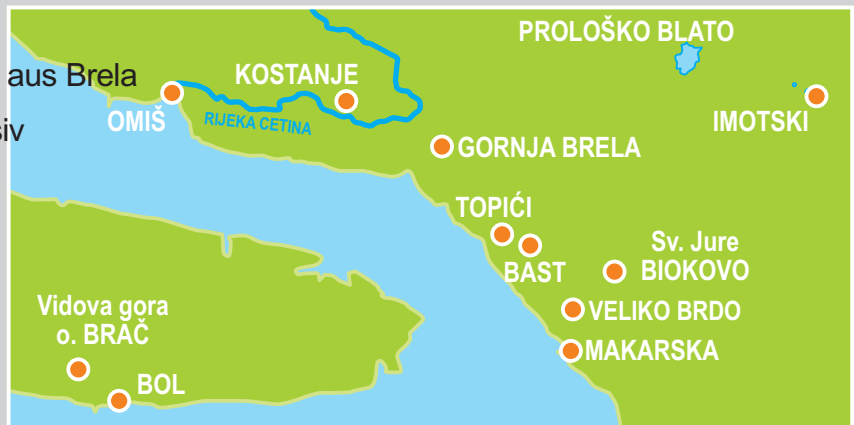 PROLOŠKO BLATO
aus Brela
KOSTANJE
OMIŠ
RIJEKA CETINA
IMOTSKI
GORNJA BRELA
TOPIĆI
BAST
Sv. Jure
BIOKOVO
Vidova gora
o. BRAČ
VELIKO BRDO
MAKARSKA
BOL